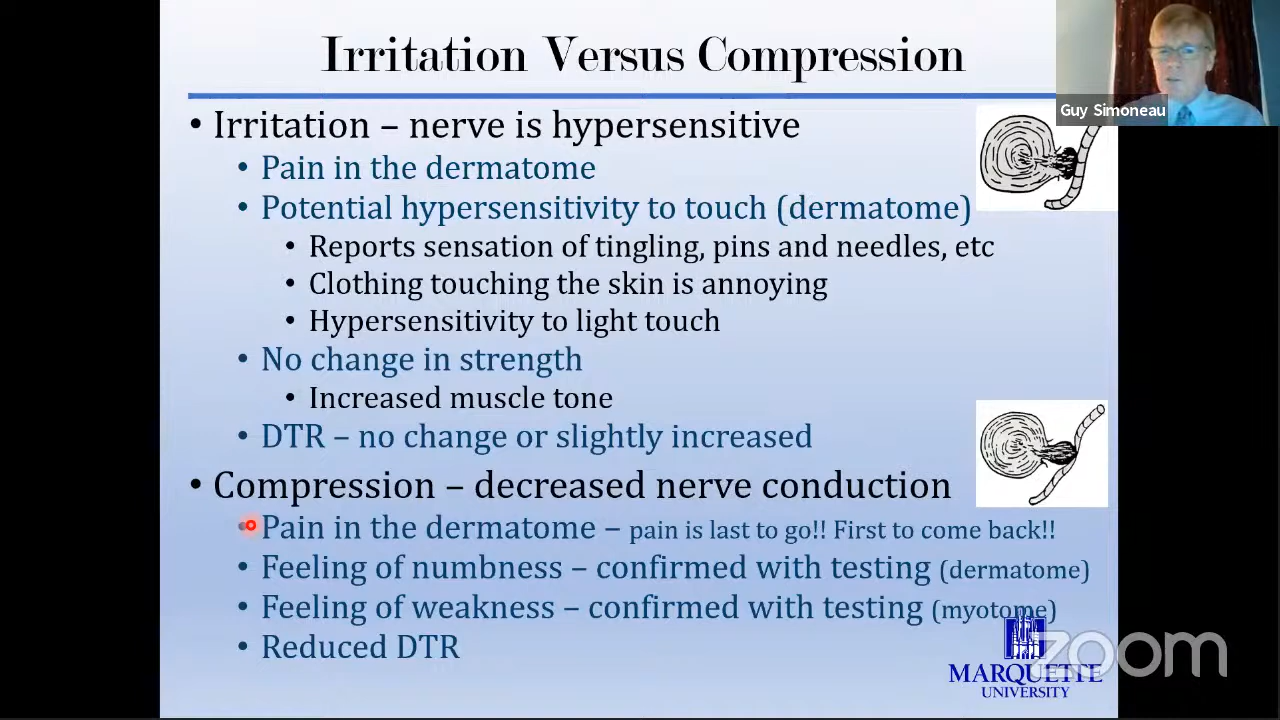 Irritation Versus Compression
Guy Simoneau
• Irritation – nerve is hypersensitive
• Pain in the dermatome
• Potential hypersensitivity to touch (dermatome)
• Reports sensation of tingling, pins and needles, etc
• Clothing touching the skin is annoying
• Hypersensitivity to light touch
• No change in strength
• Increased muscle tone
• DTR – no change or slightly increased
• Compression – decreased nerve conduction
• Pain in the dermatome – pain is last to go!! First to come back!!
• Feeling of numbness – confirmed with testing (dermatome)
• Feeling of weakness – confirmed with testing (myotome)
• Reduced DTR
zoom
MARQUETTE
UNIVERSITY